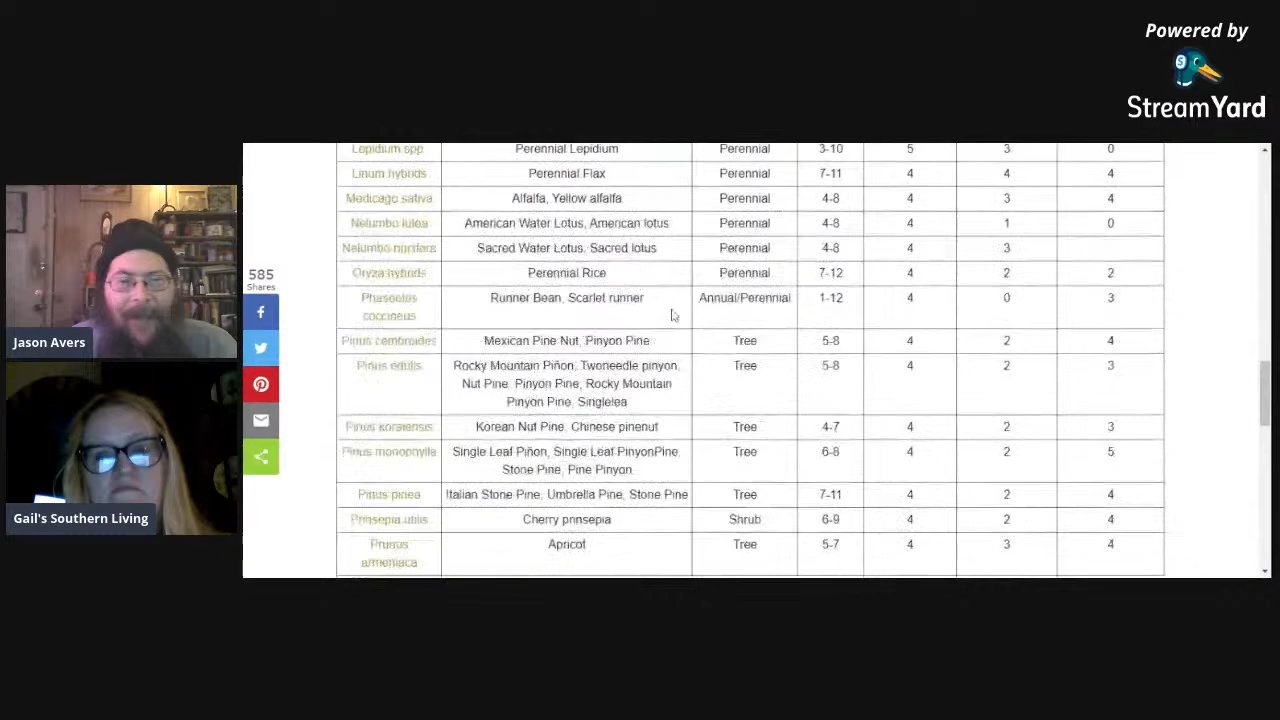 Powered by
StreamYard
Lepidium spp Perennial Lepidium Perennial 3-10 5 3 0
Linum hybrids Perennial Flax Perennial 7-11 4 4 4
Medicago sativa Alfalfa, Yellow alfalfa Perennial 4-8 4 3 4
Nelumbo lutea American Water Lotus, American lotus Perennial 4-8 4 1 0
Nelumbo nucifera Sacred Water Lotus, Sacred lotus Perennial 4-8 4 3
Oryza hybrids Perennial Rice Perennial 7-12 4 2 2
585
Shares
Phaseolus Runner Bean, Scarlet runner Annual/Perennial 1-12 4 0 3
coccineus
Jason Avers
Pinus cembroides Mexican Pine Nut, Pinyon Pine Tree 5-8 4 2 4
Pinus edulis Rocky Mountain Piñon, Twoneedle pinyon, Tree 5-8 4 2 3
Nut Pine, Pinyon Pine, Rocky Mountain
Pinyon Pine, Singlelea
Pinus koraiensis Korean Nut Pine, Chinese pinenut Tree 4-7 4 2 3
Pinus monophylla Single Leaf Piñon, Single Leaf PinyonPine, Tree 6-8 4 2 5
Stone Pine, Pine Pinyon
Pinus pinea Italian Stone Pine, Umbrella Pine, Stone Pine Tree 7-11 4 2 4
Gail's Southern Living
Prinsepia utilis Cherry prinsepia Shrub 6-9 4 2 4
Prunus Apricot Tree 5-7 4 3 4
armeniaca